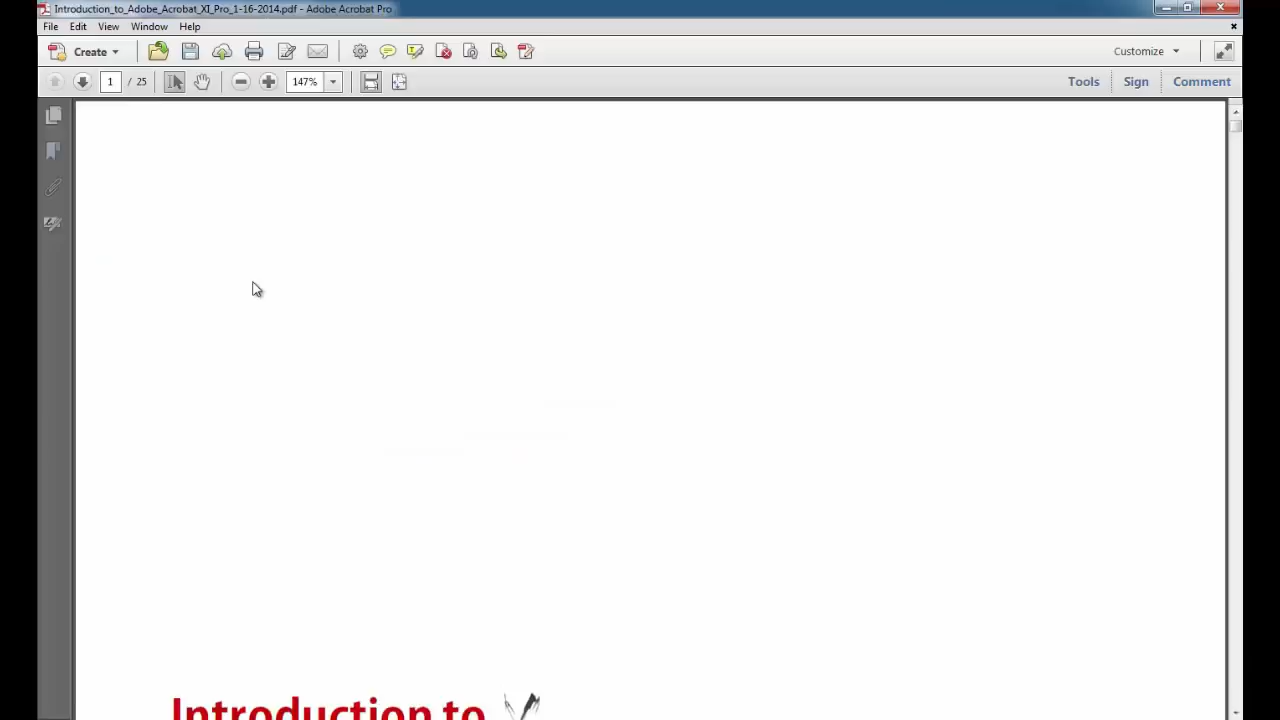 Introduction_to_Adobe_Acrobat_XI_Pro_1-16-2014.pdf - Adobe Acrobat Pro
File Edit View Window Help
Create Customize
1 / 25 147% Tools Sign Comment
Introduction to